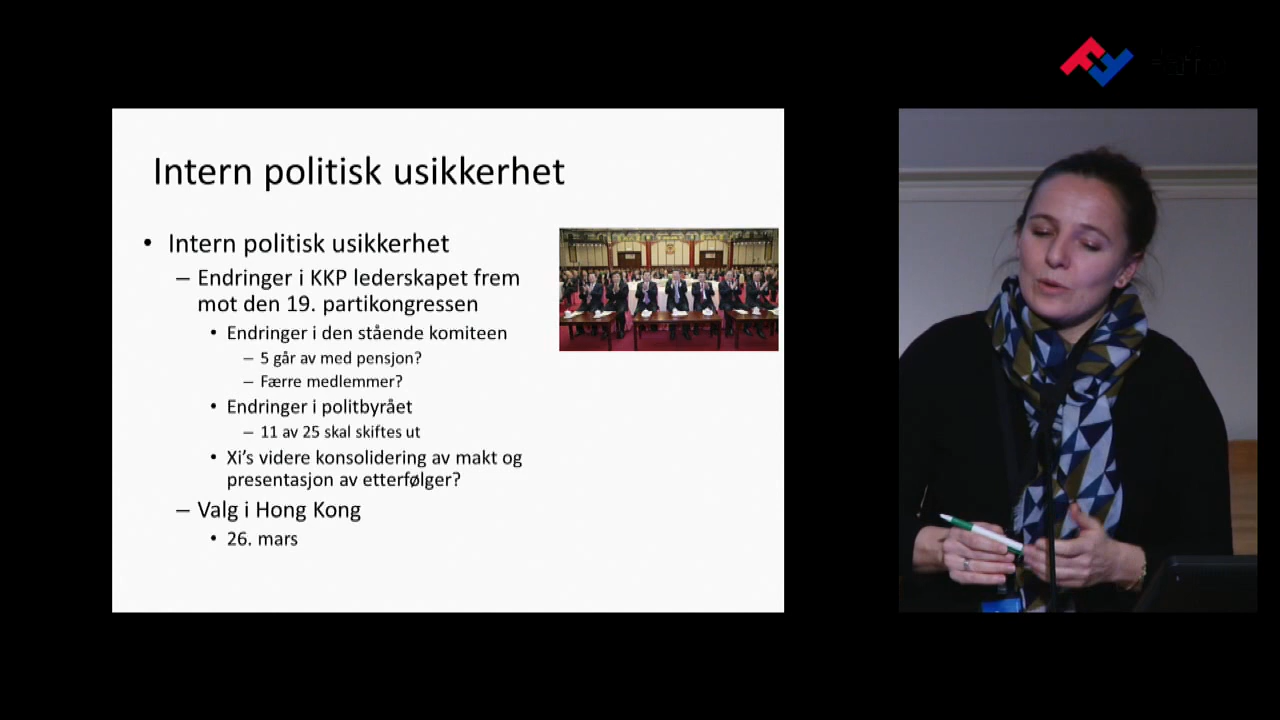 Intern politisk usikkerhet
• Intern politisk usikkerhet
– Endringer i KKP lederskapet frem
mot den 19. partikongressen
• Endringer i den stående komiteen
– 5 går av med pensjon?
– Færre medlemmer?
• Endringer i politbyrået
– 11 av 25 skal skiftes ut
• Xi's videre konsolidering av makt og
presentasjon av etterfølger?
– Valg i Hong Kong
• 26. mars